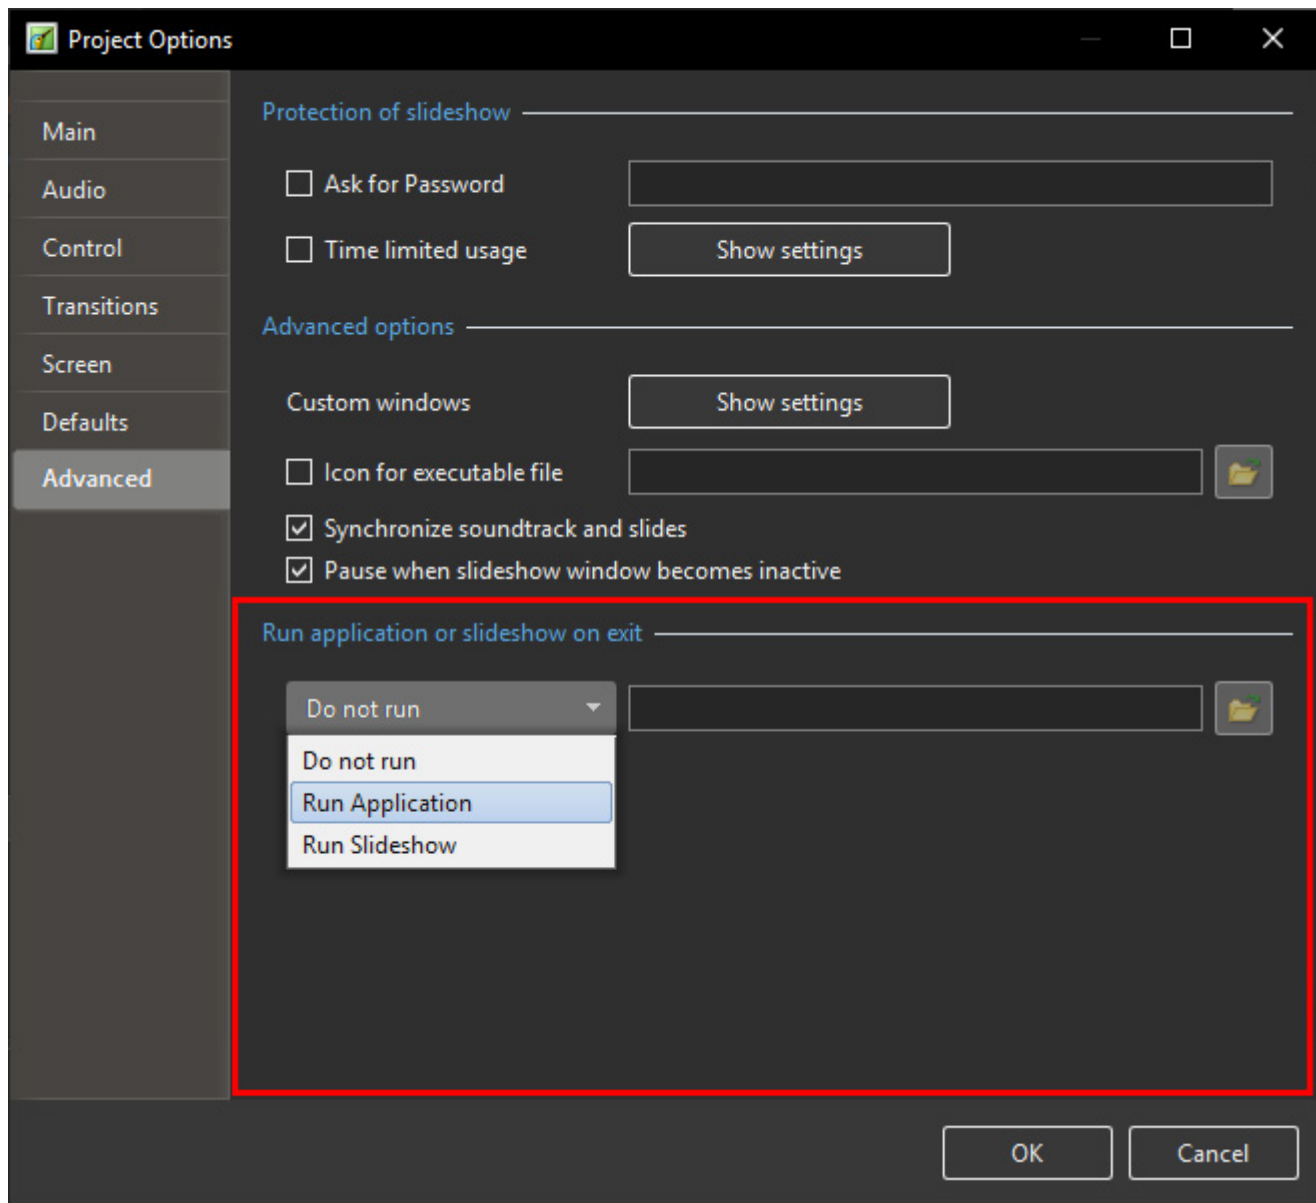 Project Options
Main
Audio
Control
Transitions
Screen
Defaults
Advanced
Protection of slideshow
Ask for Password
Time limited usage
Show settings
Advanced options
Custom windows
Show settings
Icon for executable file
Synchronize soundtrack and slides
Pause when slideshow window becomes inactive
Run application or slideshow on exit
Do not run
Do not run
Run Application
Run Slideshow
OK
Cancel